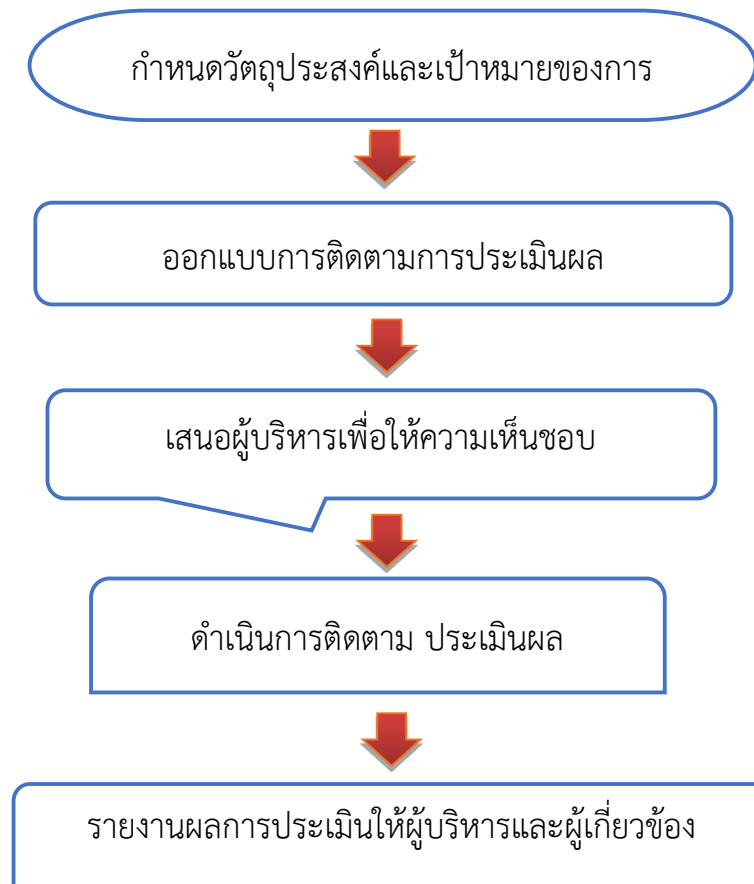 กำหนดวัตถุประสงค์และเป้าหมายของการ
ออกแบบการติดตามการประเมินผล
เสนอผู้บริหารเพื่อให้ความเห็นชอบ
ดำเนินการติดตาม ประเมินผล
รายงานผลการประเมินให้ผู้บริหารและผู้เกี่ยวข้อง